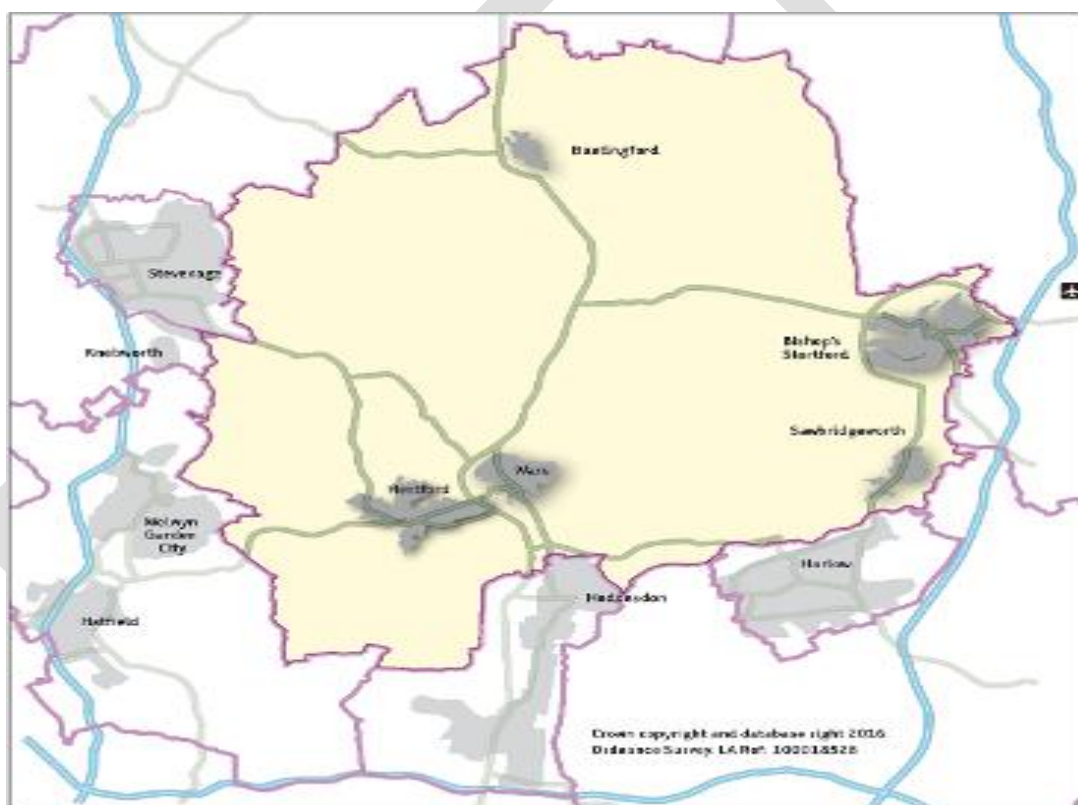 Buntingford
Stevenage
Knebworth
Bishop's
Stortford
Sawbridgeworth
Ware
Hertford
Welwyn
Garden
City
Harlow
Hoddesdon
Hatfield
Crown copyright and database right 2016
Ordnance Survey. LA Ref: 100018528